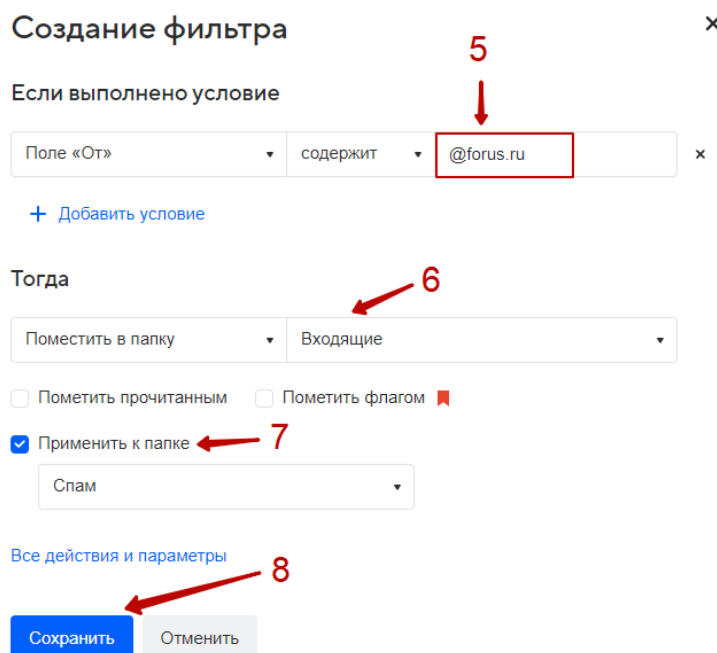 Создание фильтра
5
Если выполнено условие
Поле «От» содержит @forus.ru
+ Добавить условие
Тогда
6
Поместить в папку Входящие
Пометить прочитанным Пометить флагом
Применить к папке 7
Спам
Все действия и параметры
8
Сохранить Отменить